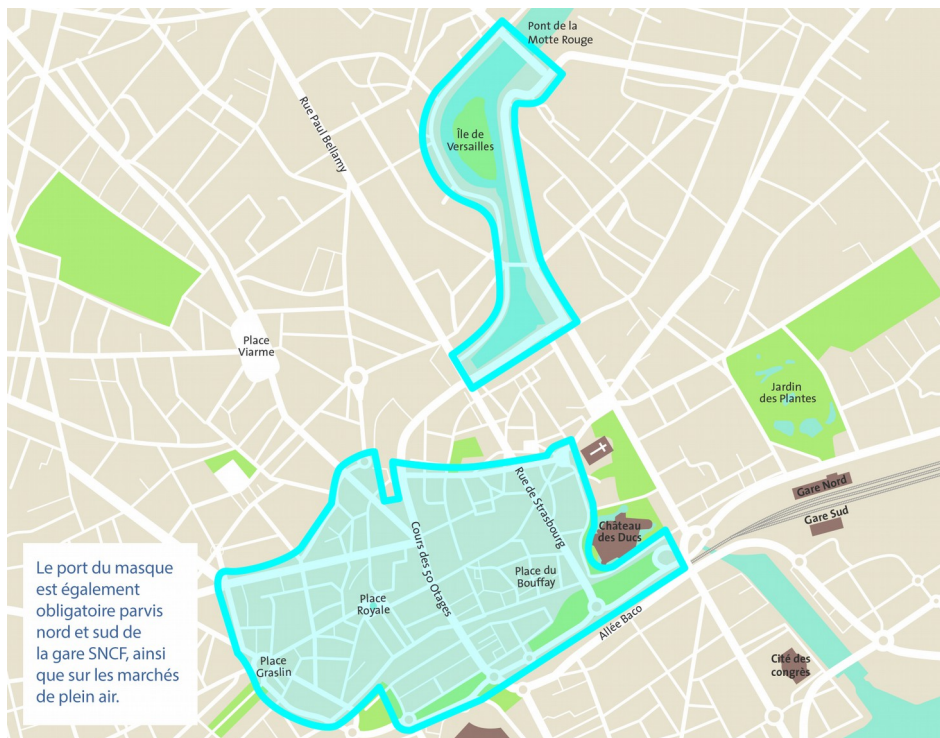 Pont de la
Motte Rouge
Rue Paul Bellamy
Île de
Versailles
Place
Viarme
Jardin
des Plantes
Gare Nord
Gare Sud
Rue de Strasbourg
Château
des Ducs
Cours des 50 Otages
Place du
Bouffay
Place
Royale
Allée Baco
Place
Graslin
Cité des
congrès
Le port du masque
est également
obligatoire parvis
nord et sud de
la gare SNCF, ainsi
que sur les marchés
de plein air.